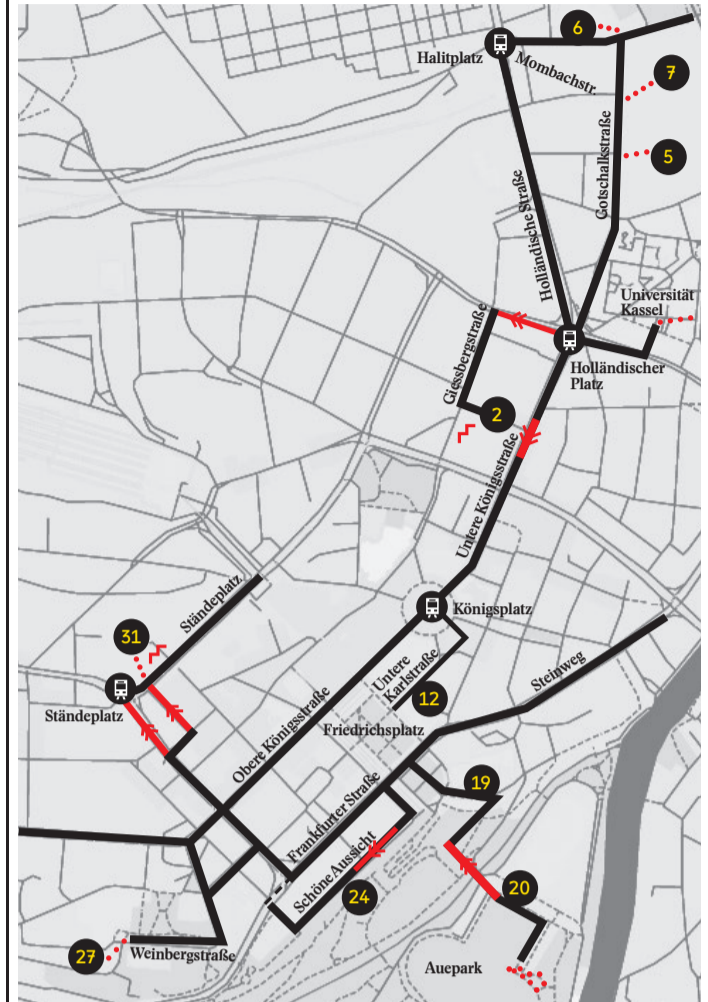 6
Halitplatz
Mombachstr.
7
5
Gotschalkstraße
Holländische Straße
Universität
Kassel
Holländischer
Platz
Giessbergstraße
2
Untere Königsstraße
Ständeplatz
Königsplatz
31
Untere
Karlstraße
Steinweg
12
Ständeplatz
Obere Königsstraße
Friedrichsplatz
19
Frankfurter Straße
Schöne Aussicht
20
24
27
Weinbergstraße
Auepark